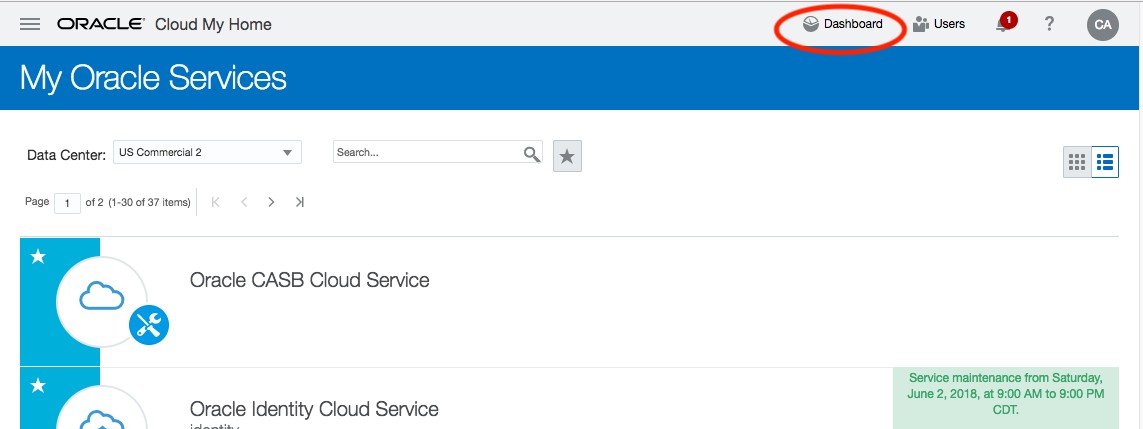 ORACLE® Cloud My Home
Dashboard
Users
1
?
CA
My Oracle Services
Data Center: US Commercial 2
Search...
Page 1 of 2 (1-30 of 37 items)
Oracle CASB Cloud Service
Service maintenance from Saturday,
June 2, 2018, at 9:00 AM to 9:00 PM
CDT.
Oracle Identity Cloud Service
identity